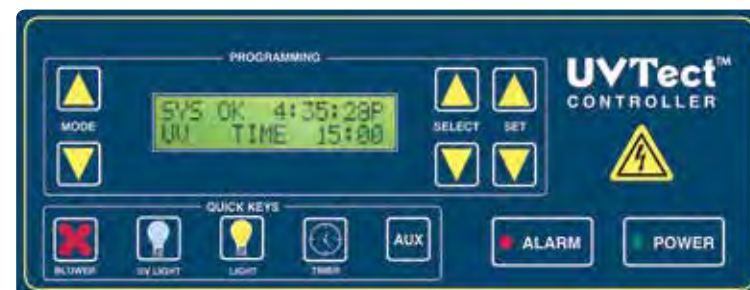 PROGRAMMING
UVTect™
CONTROLLER
MODE
SYS OK 4:35:28P
UV TIME 15:00
SELECT
SET
QUICK KEYS
BLOWER
UV LIGHT
LIGHT
TIMER
AUX
ALARM
POWER